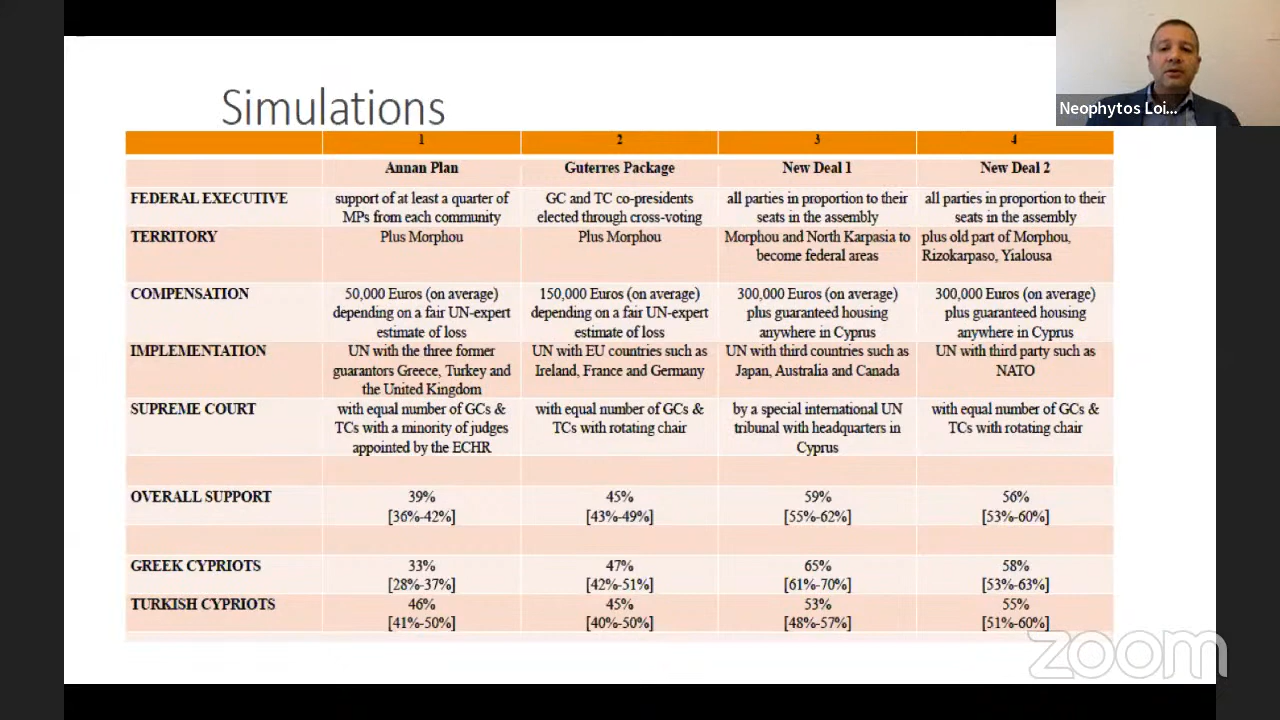 Neophytos Loi...
Simulations
1 2 3 4
Annan Plan Guterres Package New Deal 1 New Deal 2
FEDERAL EXECUTIVE support of at least a quarter of GC and TC co-presidents all parties in proportion to their all parties in proportion to their
MPs from each community elected through cross-voting seats in the assembly seats in the assembly
TERRITORY Plus Morphou Plus Morphou Morphou and North Karpasia to plus old part of Morphou,
become federal areas Rizokarpaso, Yialousa
COMPENSATION 50,000 Euros (on average) 150,000 Euros (on average) 300,000 Euros (on average) 300,000 Euros (on average)
depending on a fair UN-expert depending on a fair UN-expert plus guaranteed housing plus guaranteed housing
estimate of loss estimate of loss anywhere in Cyprus anywhere in Cyprus
IMPLEMENTATION UN with the three former UN with EU countries such as UN with third countries such as UN with third party such as
guarantors Greece, Turkey and Ireland, France and Germany Japan, Australia and Canada NATO
the United Kingdom
SUPREME COURT with equal number of GCs & with equal number of GCs & by a special international UN with equal number of GCs &
TCs with a minority of judges TCs with rotating chair tribunal with headquarters in TCs with rotating chair
appointed by the ECHR Cyprus
OVERALL SUPPORT 39% 45% 59% 56%
[36%-42%] [43%-49%] [55%-62%] [53%-60%]
GREEK CYPRIOTS 33% 47% 65% 58%
[28%-37%] [42%-51%] [61%-70%] [53%-63%]
TURKISH CYPRIOTS 46% 45% 53% 55%
[41%-50%] [40%-50%] [48%-57%] [51%-60%]
zoom